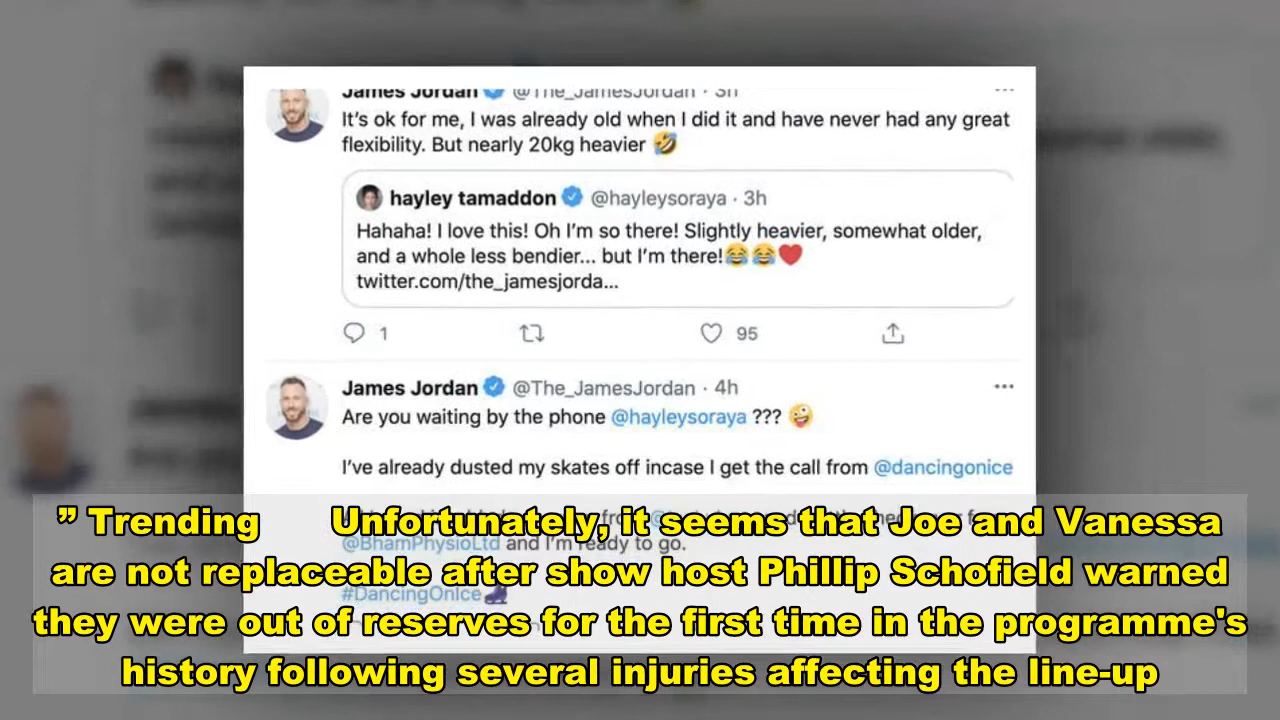 James Jordan @The_JamesJordan · 3h
It's ok for me, I was already old when I did it and have never had any great
flexibility. But nearly 20kg heavier 🤣
hayley tamaddon @hayleysoraya · 3h
Hahaha! I love this! Oh I'm so there! Slightly heavier, somewhat older,
and a whole less bendier... but I'm there!😂😂❤️
twitter.com/the_jamesjorda...
1
95
James Jordan @The_JamesJordan · 4h
Are you waiting by the phone @hayleysoraya ??? 🤪
I've already dusted my skates off incase I get the call from @dancingonice
@BhamPhysioLtd and I'm ready to go.
#DancingOnIce⛸️
” Trending Unfortunately, it seems that Joe and Vanessa
are not replaceable after show host Phillip Schofield warned
they were out of reserves for the first time in the programme's
history following several injuries affecting the line-up